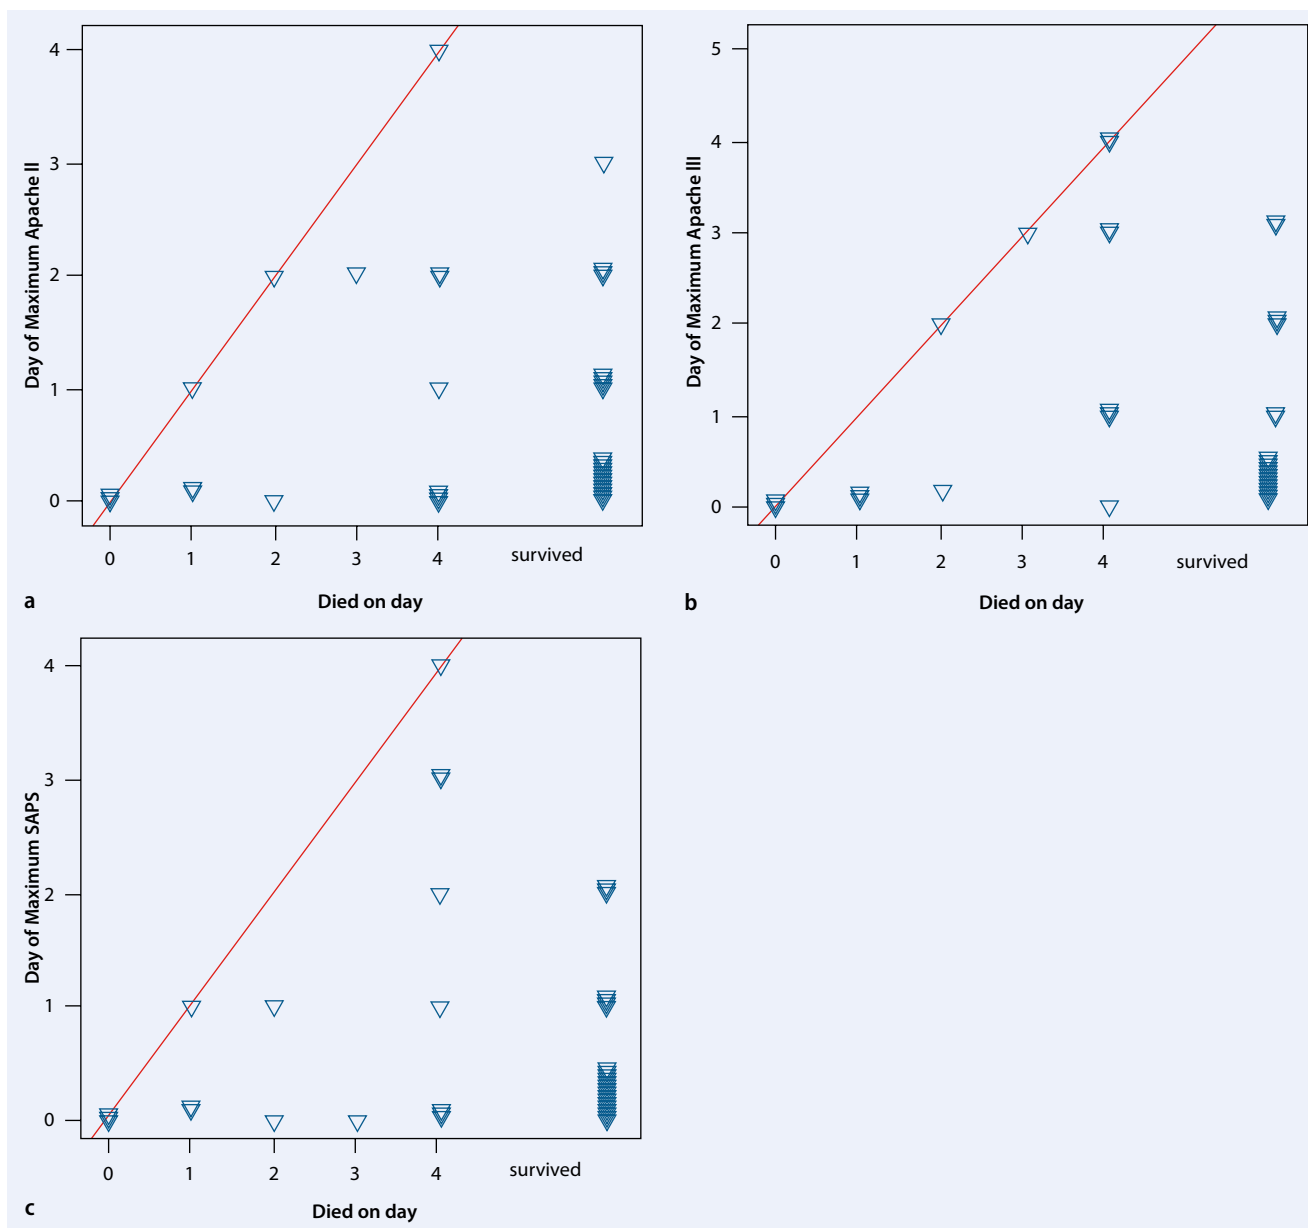 4
3
2
1
0
Day of Maximum Apache II
0 1 2 3 4 survived
Died on day
a
5
4
3
2
1
0
Day of Maximum Apache III
0 1 2 3 4 survived
Died on day
b
4
3
2
1
0
Day of Maximum SAPS
0 1 2 3 4 survived
Died on day
c